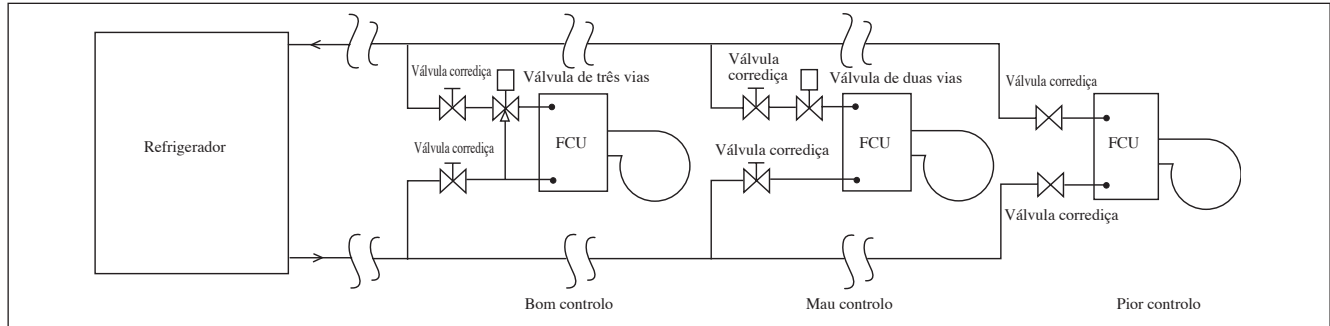 Válvula corrediça
Válvula de três vias
Válvula
corrediça
Válvula de duas vias
Válvula corrediça
Refrigerador
FCU
FCU
FCU
Válvula corrediça
Válvula corrediça
Válvula corrediça
Bom controlo
Mau controlo
Pior controlo